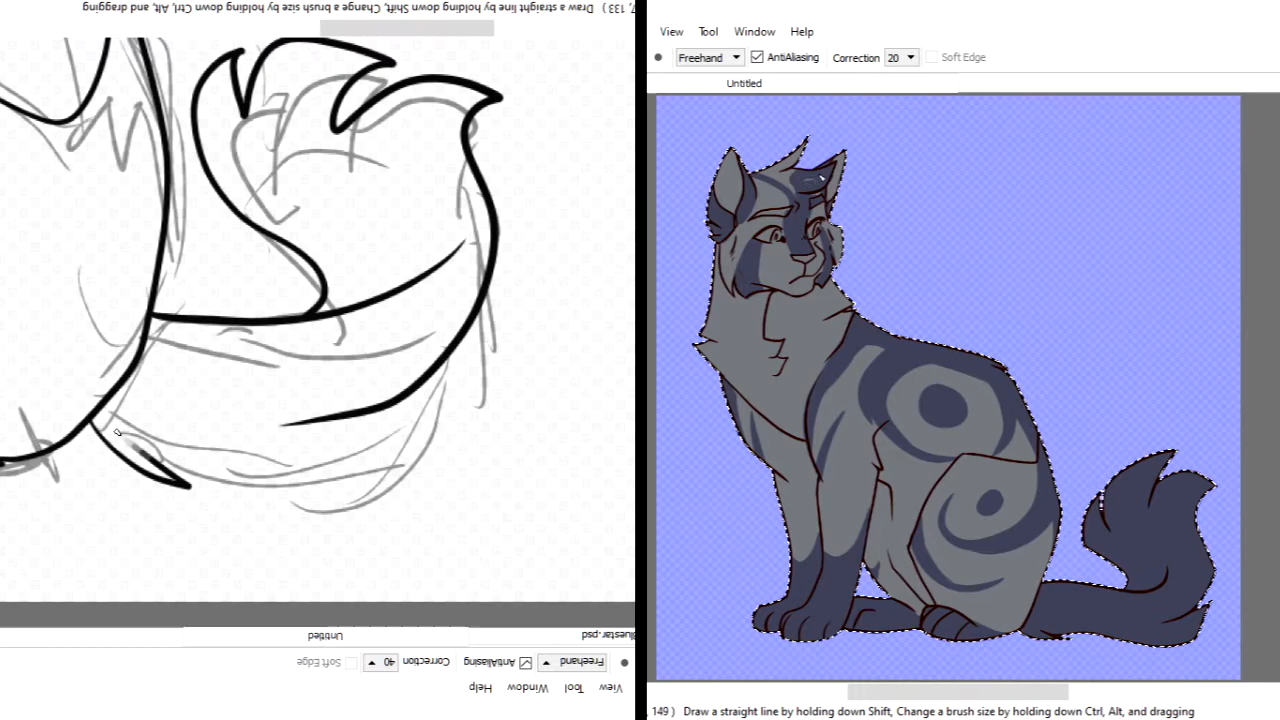 7, 133 ) Draw a straight line by holding down Shift, Change a brush size by holding down Ctrl, Alt, and dragging
Untitled
bluestar.psd
Freehand AntiAliasing Correction 40 Soft Edge
View Tool Window Help
View Tool Window Help
Freehand AntiAliasing Correction 20 Soft Edge
Untitled
, 149 ) Draw a straight line by holding down Shift, Change a brush size by holding down Ctrl, Alt, and dragging